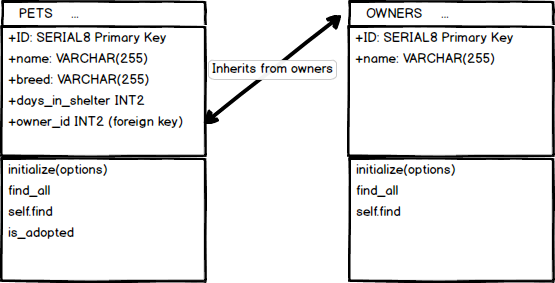 PETS ...
+ID: SERIAL8 Primary Key
+name: VARCHAR(255)
+breed: VARCHAR(255)
+days_in_shelter INT2
+owner_id INT2 (foreign key)
initialize(options)
find_all
self.find
is_adopted
Inherits from owners
OWNERS ...
+ID: SERIAL8 Primary Key
+name: VARCHAR(255)
initialize(options)
find_all
self.find